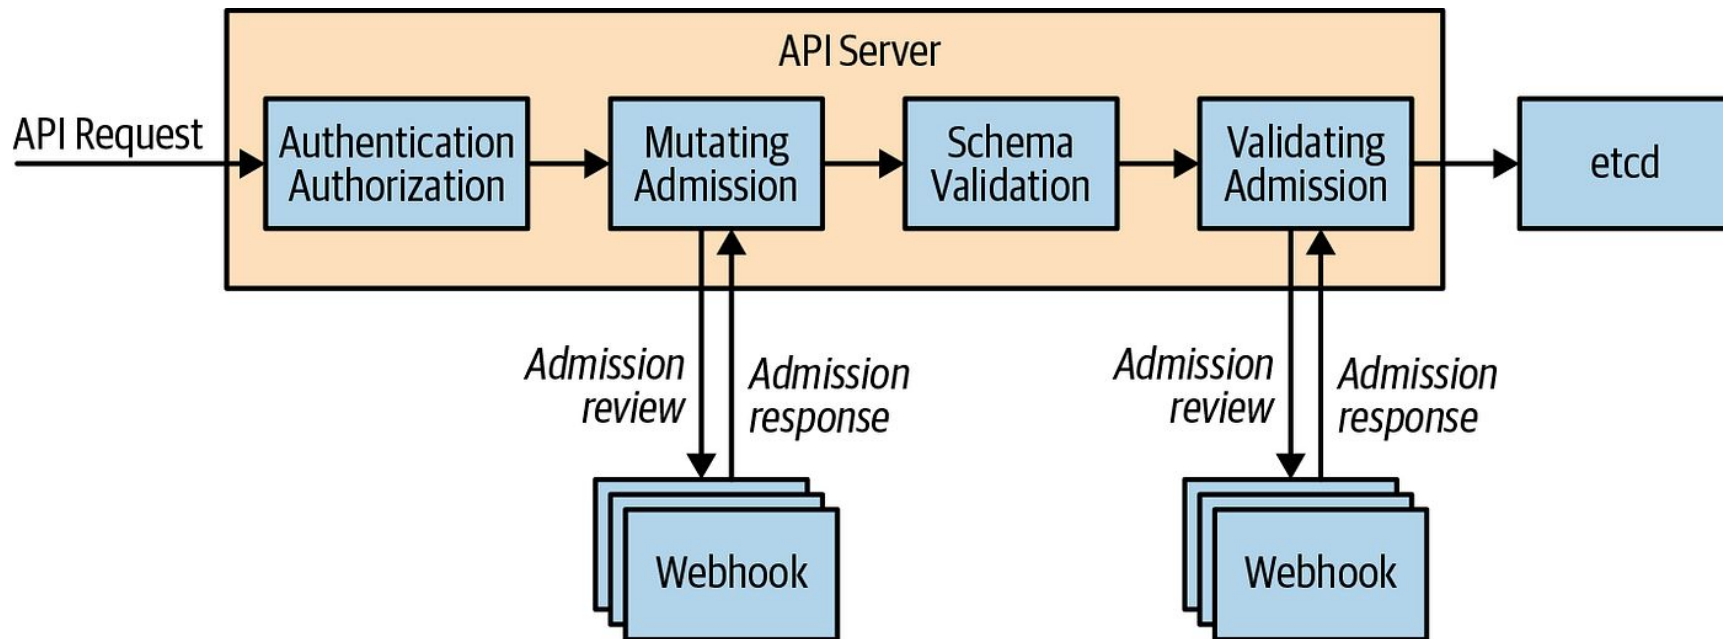 API Server
API Request
Authentication
Authorization
Mutating
Admission
Schema
Validation
Validating
Admission
etcd
Admission
review
Admission
response
Admission
review
Admission
response
Webhook
Webhook